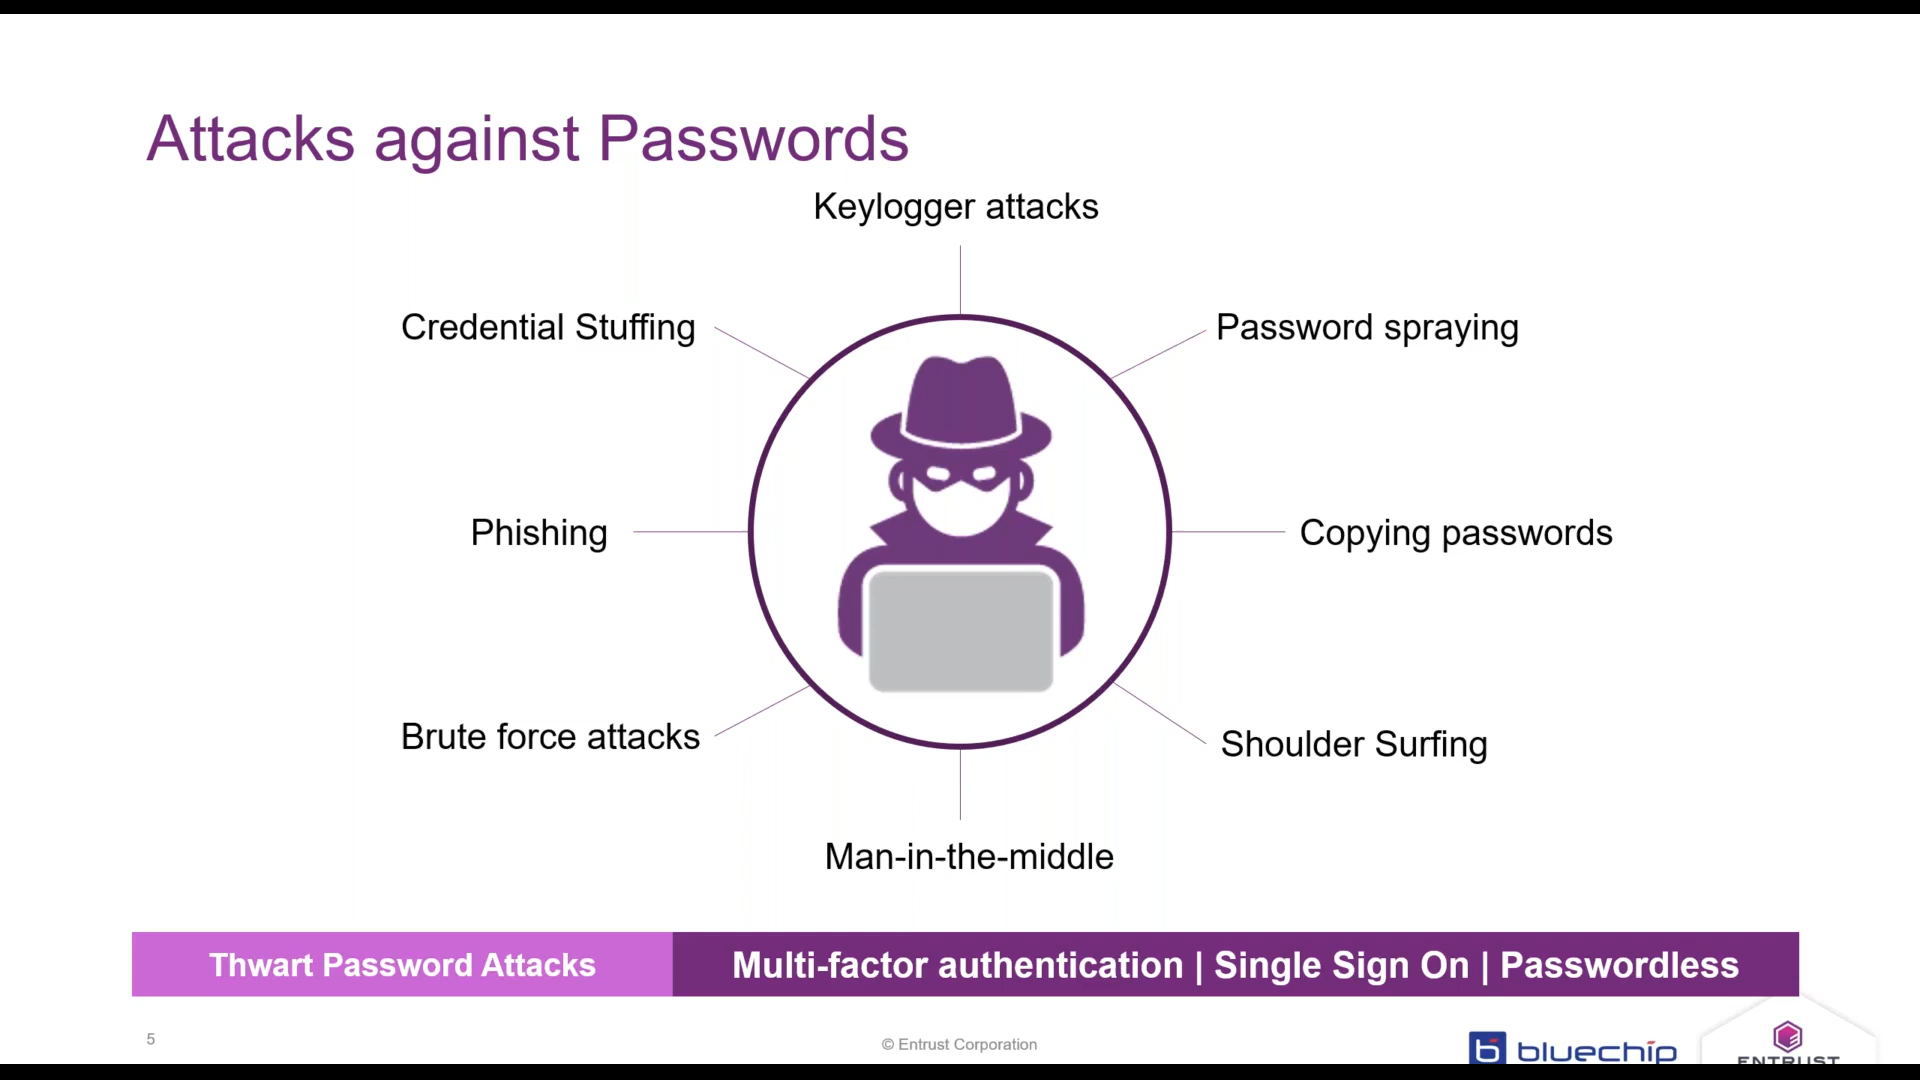 Attacks against Passwords
Keylogger attacks
Credential Stuffing
Password spraying
Phishing
Copying passwords
Brute force attacks
Shoulder Surfing
Man-in-the-middle
Thwart Password Attacks
Multi-factor authentication | Single Sign On | Passwordless
5
© Entrust Corporation
b bluechip
ENTRUST